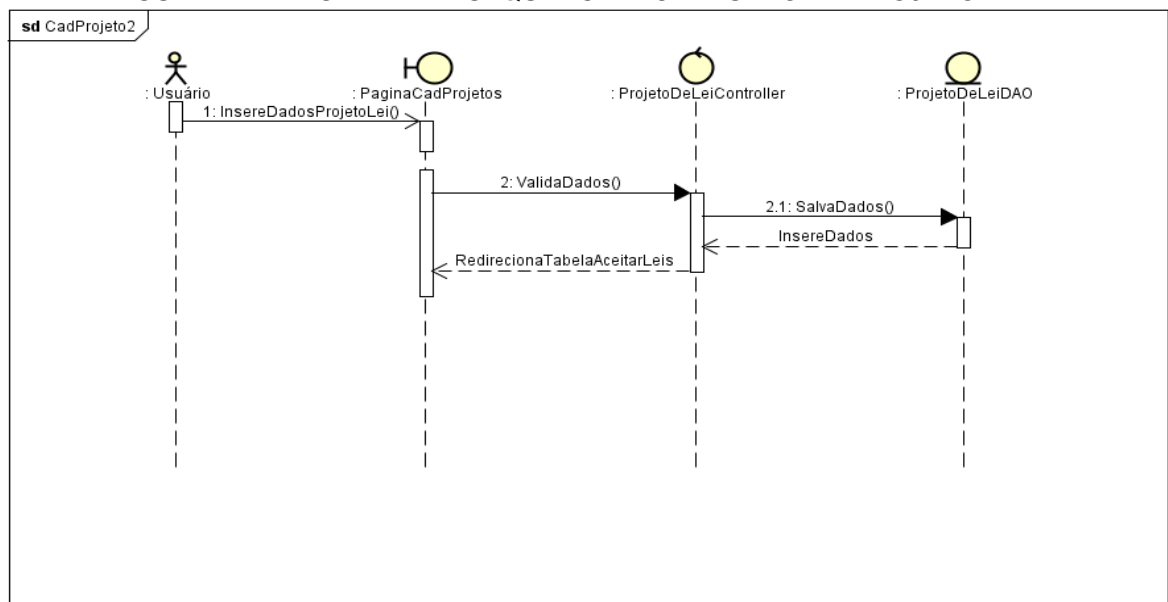 sd CadProjeto2
: Usuário
: PaginaCadProjetos
: ProjetoDeLeiController
: ProjetoDeLeiDAO
1: InsereDadosProjetoLei()
2: ValidaDados()
2.1: SalvaDados()
InsereDados
RedirecionaTabelaAceitarLeis